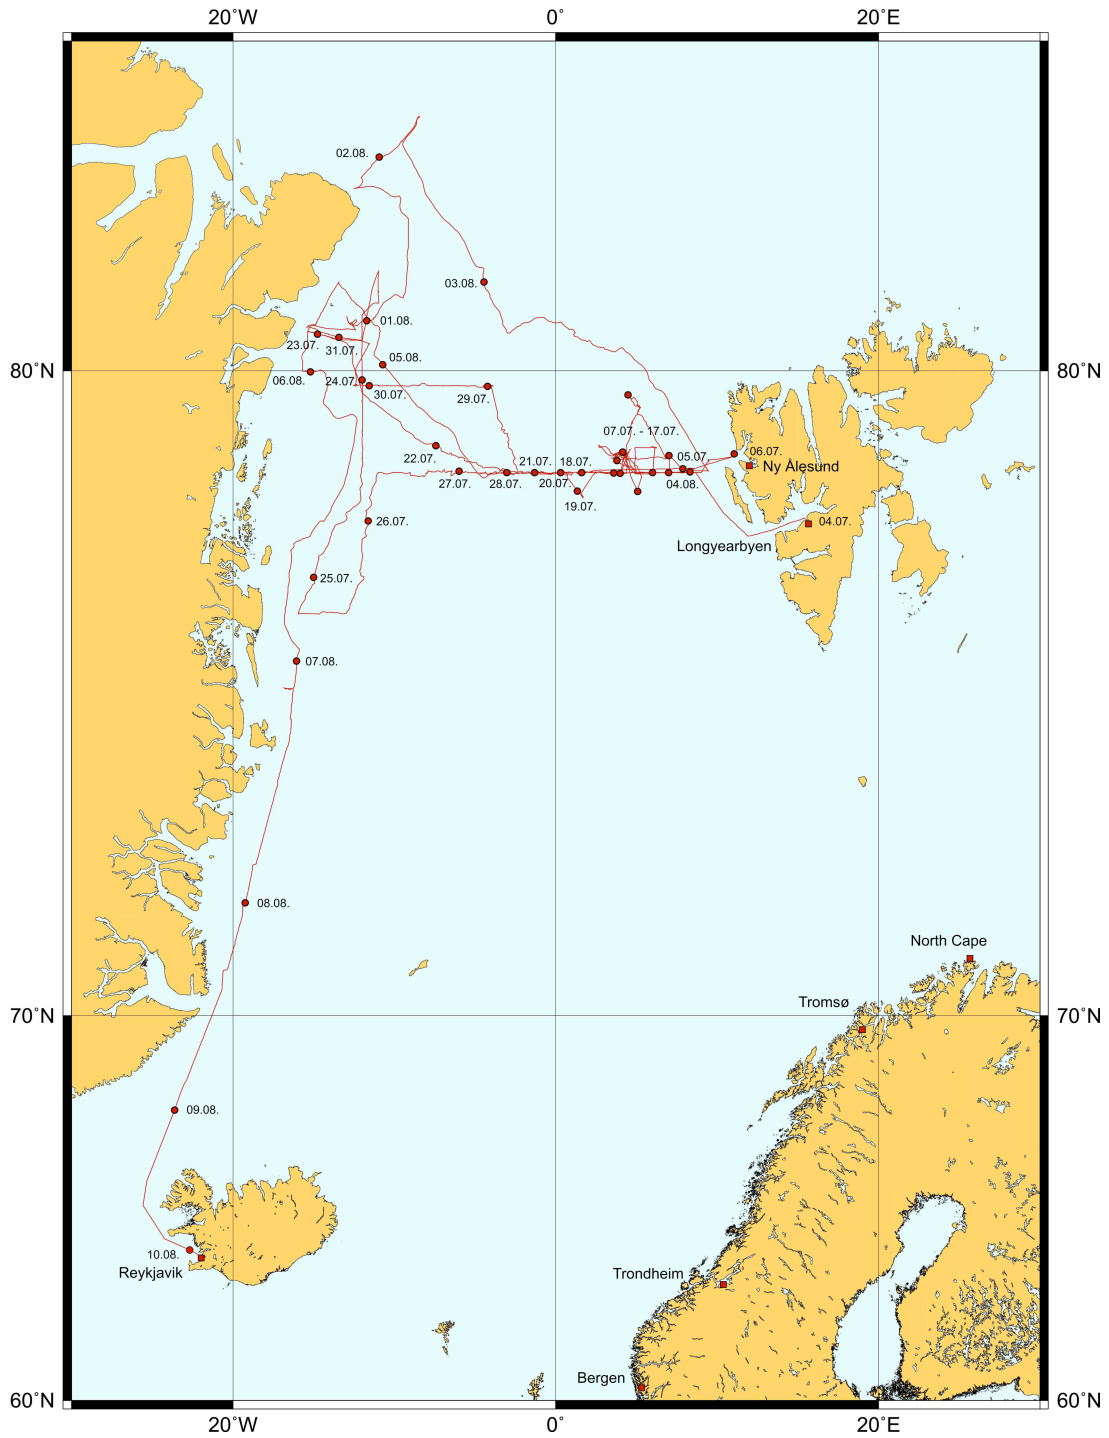 20°W 0° 20°E
02.08.
03.08.
01.08.
23.07.
31.07.
05.08.
80°N 80°N
06.08.
24.07.
30.07.
29.07.
07.07. - 17.07.
22.07.
05.07.
06.07.
21.07. 18.07.
Ny Ålesund
27.07.
28.07.
20.07.
04.08.
19.07.
26.07.
04.07.
Longyearbyen
25.07.
07.08.
08.08.
North Cape
Tromsø
70°N 70°N
09.08.
10.08.
Reykjavik
Trondheim
Bergen
60°N 60°N
20°W 0° 20°E